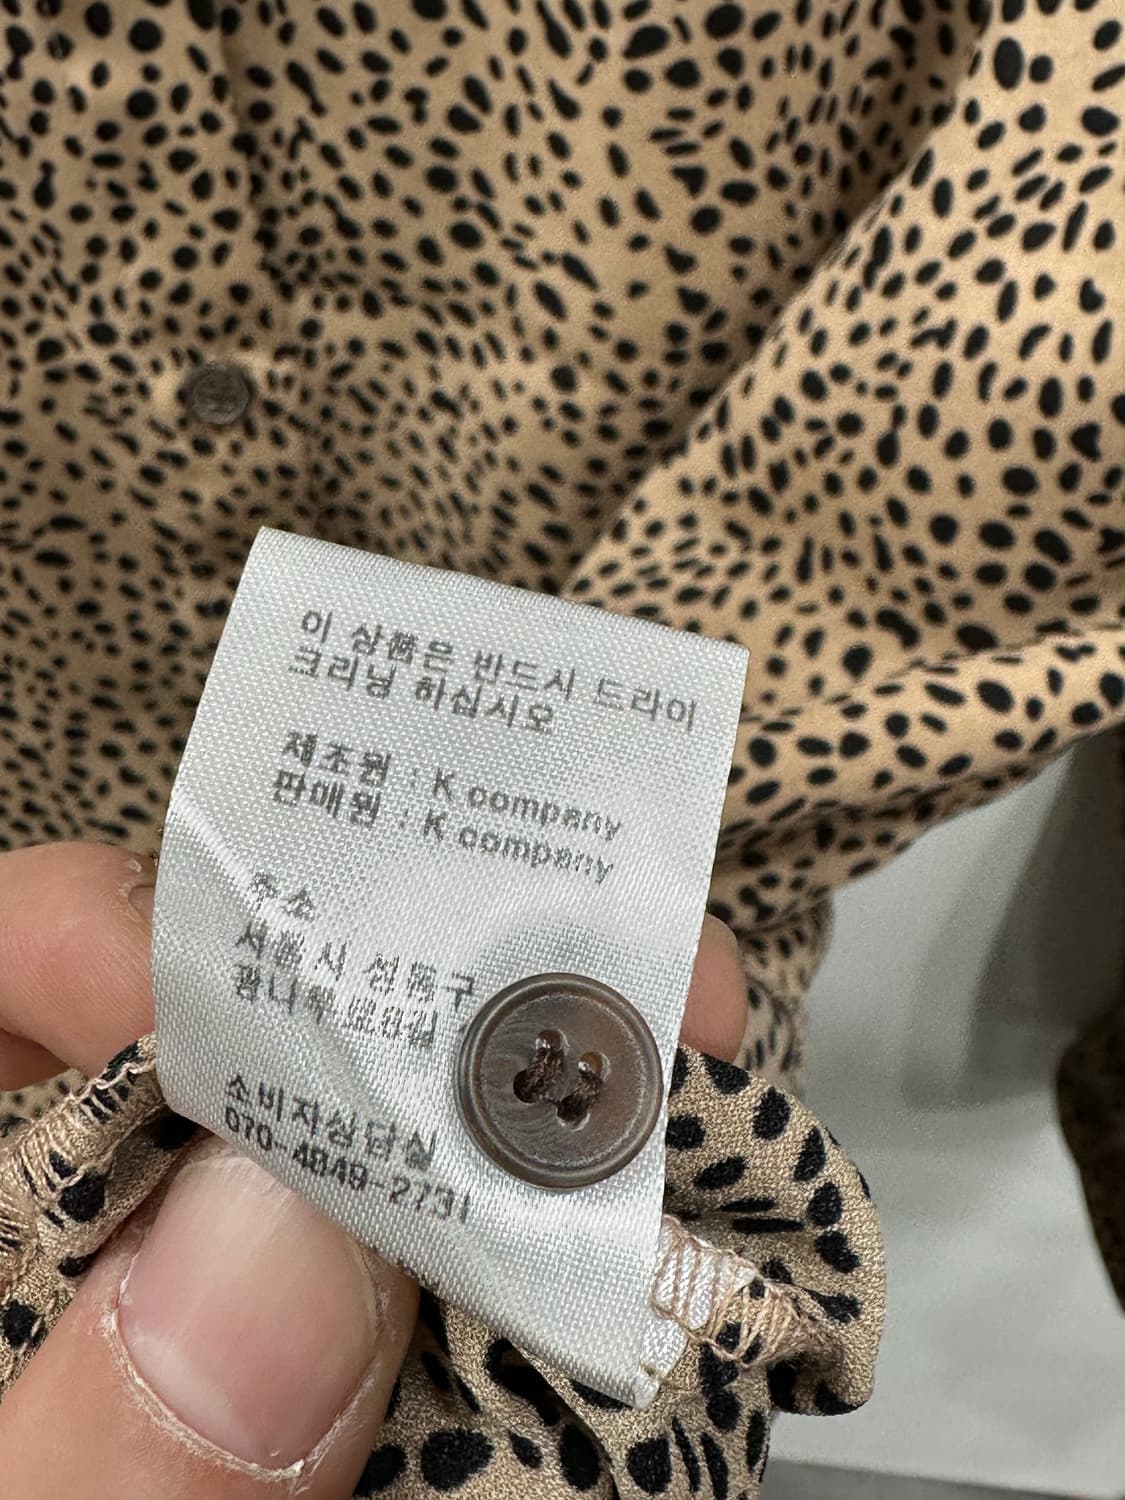 이 상품은 반드시 드라이
크리닝 하십시오
제조원 : K company
판매원 : K company
주소
서울시 성동구
소비자상담실
070-4048-2731